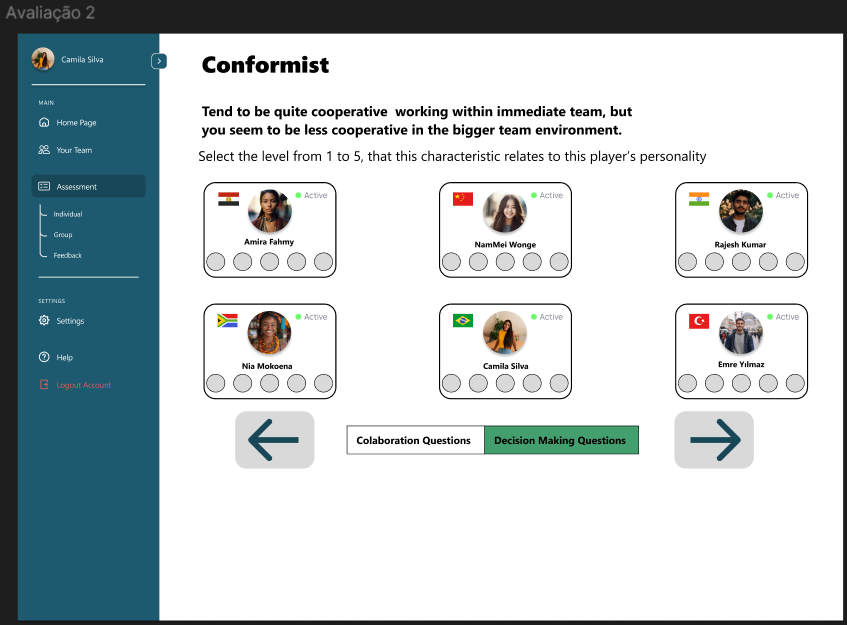 Avaliação 2
Camila Silva
MAIN
Home Page
Your Team
Assessment
Individual
Group
Feedback
SETTINGS
Settings
Help
Logout Account
Conformist
Tend to be quite cooperative working within immediate team, but
you seem to be less cooperative in the bigger team environment.
Select the level from 1 to 5, that this characteristic relates to this player's personality
Active
Amira Fahmy
Active
NamMei Wonge
Active
Rajesh Kumar
Active
Nia Mokoena
Active
Camila Silva
Active
Emre Yılmaz
Colaboration Questions
Decision Making Questions